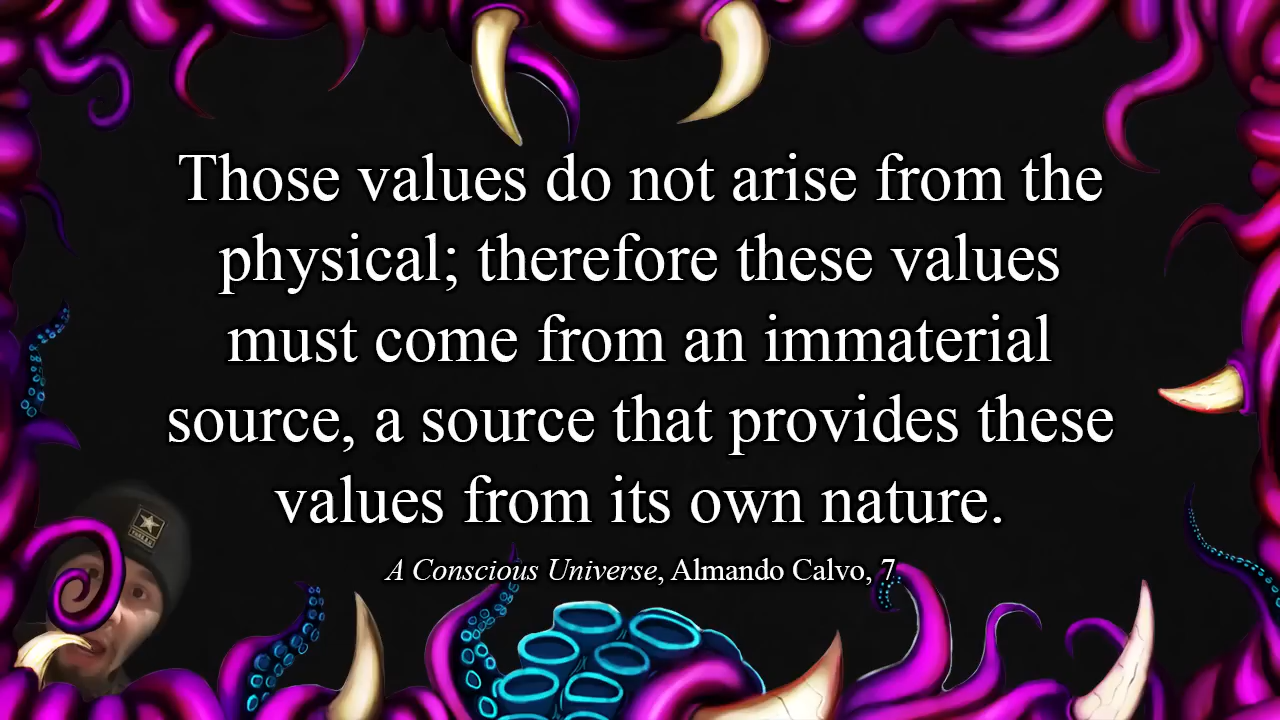 Those values do not arise from the
physical; therefore these values
must come from an immaterial
source, a source that provides these
values from its own nature.
A Conscious Universe, Almando Calvo, 7